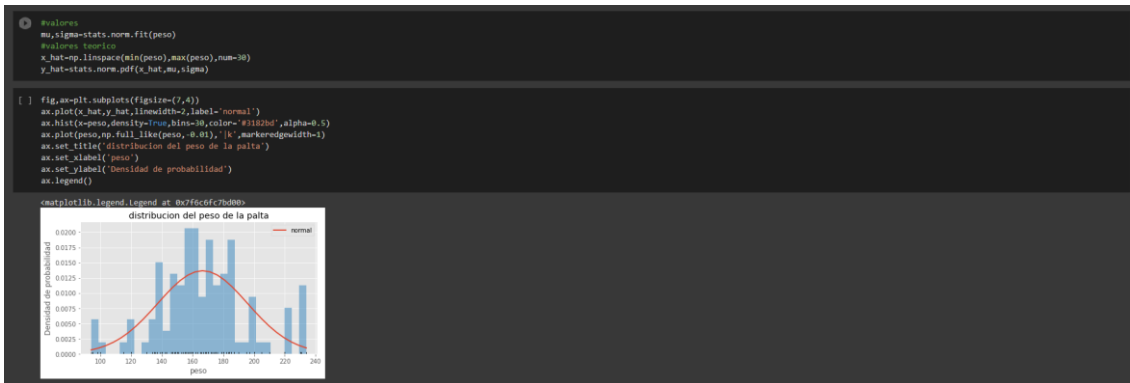 #valores
mu,sigma=stats.norm.fit(peso)
#valores teorico
x_hat=np.linspace(min(peso),max(peso),num=30)
y_hat=stats.norm.pdf(x_hat,mu,sigma)
[ ]
fig,ax=plt.subplots(figsize=(7,4))
ax.plot(x_hat,y_hat,linewidth=2,label='normal')
ax.hist(x=peso,density=True,bins=30,color='#3182bd',alpha=0.5)
ax.plot(peso,np.full_like(peso,-0.01),'|k',markeredgewidth=1)
ax.set_title('distribucion del peso de la palta')
ax.set_xlabel('peso')
ax.set_ylabel('Densidad de probabilidad')
ax.legend()
<matplotlib.legend.Legend at 0x7f6c6fc7bd00>
distribucion del peso de la palta
normal
Densidad de probabilidad
0.0200
0.0175
0.0150
0.0125
0.0100
0.0075
0.0050
0.0025
0.0000
100 120 140 160 180 200 220 240
peso